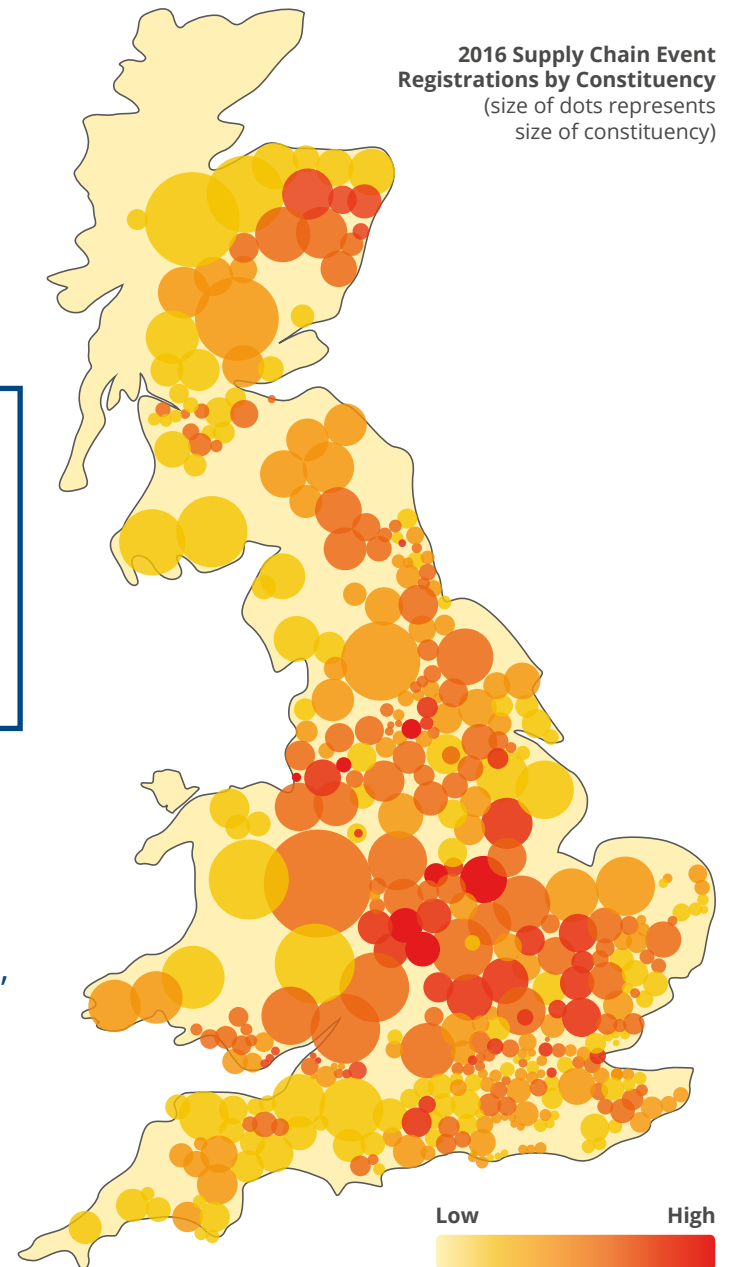 2016 Supply Chain Event
Registrations by Constituency
(size of dots represents
size of constituency)
,
Low High